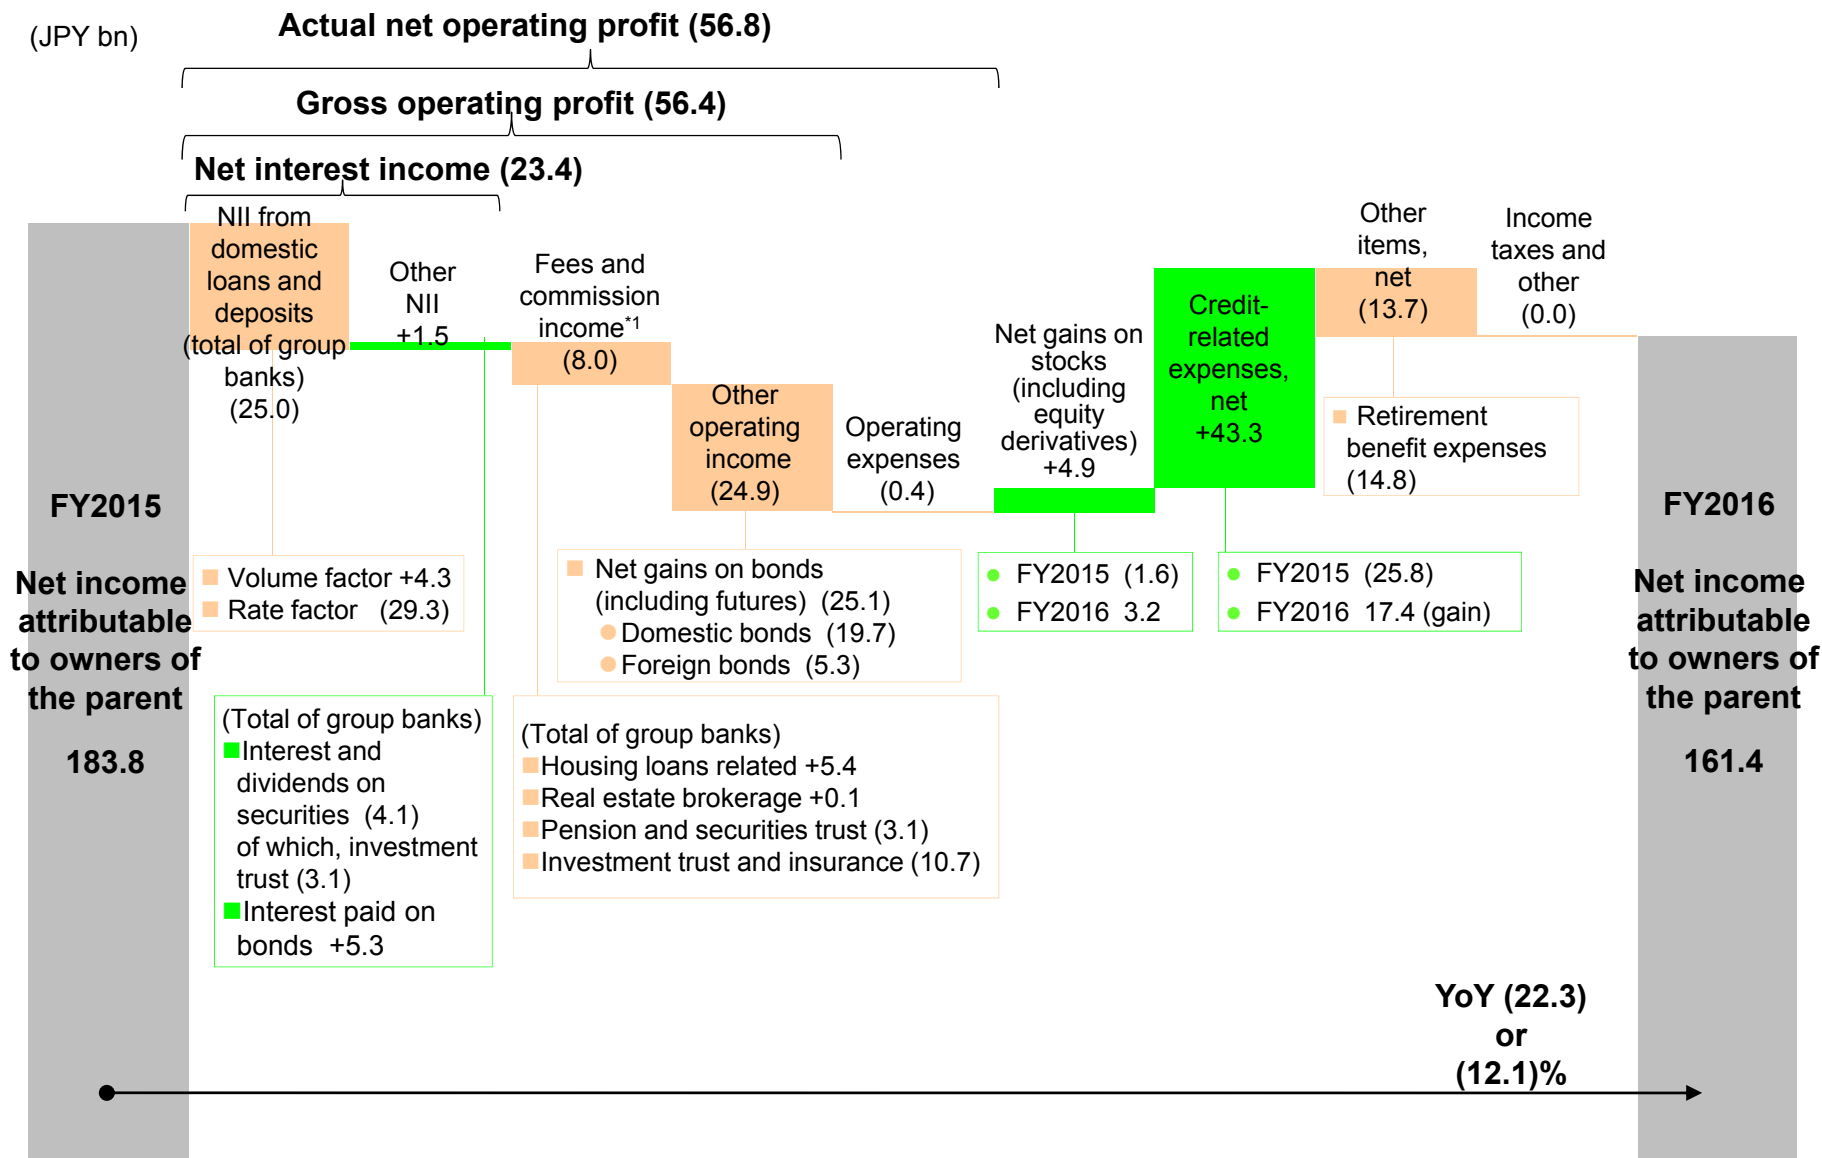 (JPY bn)
Actual net operating profit (56.8)
Gross operating profit (56.4)
Net interest income (23.4)
NII from
domestic
loans and
deposits
(total of group
banks)
(25.0)
Other
NII
+1.5
Fees and
commission
income*1
(8.0)
Other
operating
income
(24.9)
Operating
expenses
(0.4)
Net gains on
stocks
(including
equity
derivatives)
+4.9
Credit-
related
expenses,
net
+43.3
Other
items,
net
(13.7)
Income
taxes and
other
(0.0)
Retirement
benefit expenses
(14.8)
FY2015
Net income
attributable
to owners of
the parent
183.8
FY2016
Net income
attributable
to owners of
the parent
161.4
Volume factor +4.3
Rate factor (29.3)
Net gains on bonds
(including futures) (25.1)
Domestic bonds (19.7)
Foreign bonds (5.3)
FY2015 (1.6)
FY2016 3.2
FY2015 (25.8)
FY2016 17.4 (gain)
(Total of group banks)
Interest and
dividends on
securities (4.1)
of which, investment
trust (3.1)
Interest paid on
bonds +5.3
(Total of group banks)
Housing loans related +5.4
Real estate brokerage +0.1
Pension and securities trust (3.1)
Investment trust and insurance (10.7)
YoY (22.3)
or
(12.1)%